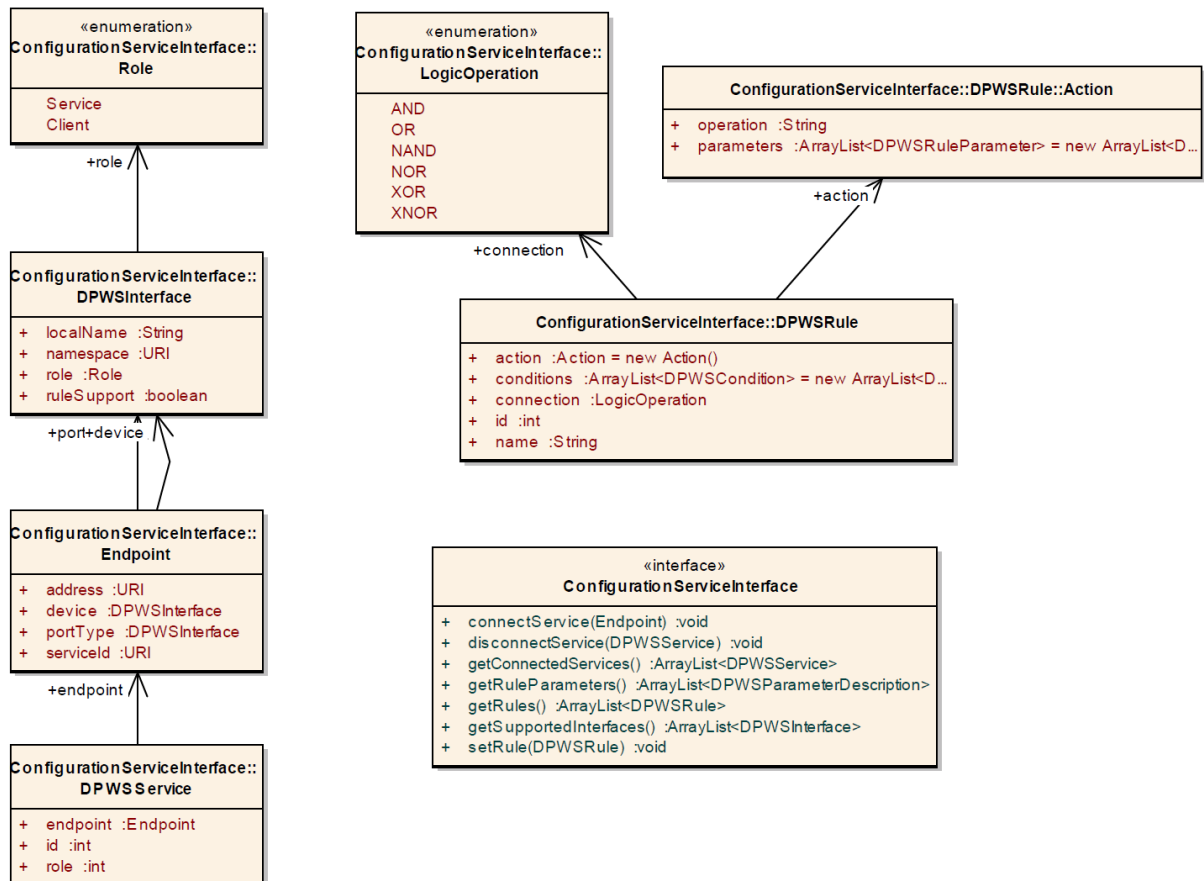 «enumeration»
ConfigurationServiceInterface::
Role
Service
Client
+role
ConfigurationServiceInterface::
DPWSInterface
+ localName :String
+ namespace :URI
+ role :Role
+ ruleSupport :boolean
+port+device
ConfigurationServiceInterface::
Endpoint
+ address :URI
+ device :DPWSInterface
+ portType :DPWSInterface
+ serviceId :URI
+endpoint
ConfigurationServiceInterface::
DPWSService
+ endpoint :Endpoint
+ id :int
+ role :int
«enumeration»
ConfigurationServiceInterface::
LogicOperation
AND
OR
NAND
NOR
XOR
XNOR
+connection
ConfigurationServiceInterface::DPWSRule::Action
+ operation :String
+ parameters :ArrayList<DPWSRuleParameter> = new ArrayList<D...
+action
ConfigurationServiceInterface::DPWSRule
+ action :Action = new Action()
+ conditions :ArrayList<DPWSCondition> = new ArrayList<D...
+ connection :LogicOperation
+ id :int
+ name :String
«interface»
ConfigurationServiceInterface
+ connectService(Endpoint) :void
+ disconnectService(DPWSService) :void
+ getConnectedServices() :ArrayList<DPWSService>
+ getRuleParameters() :ArrayList<DPWSParameterDescription>
+ getRules() :ArrayList<DPWSRule>
+ getSupportedInterfaces() :ArrayList<DPWSInterface>
+ setRule(DPWSRule) :void